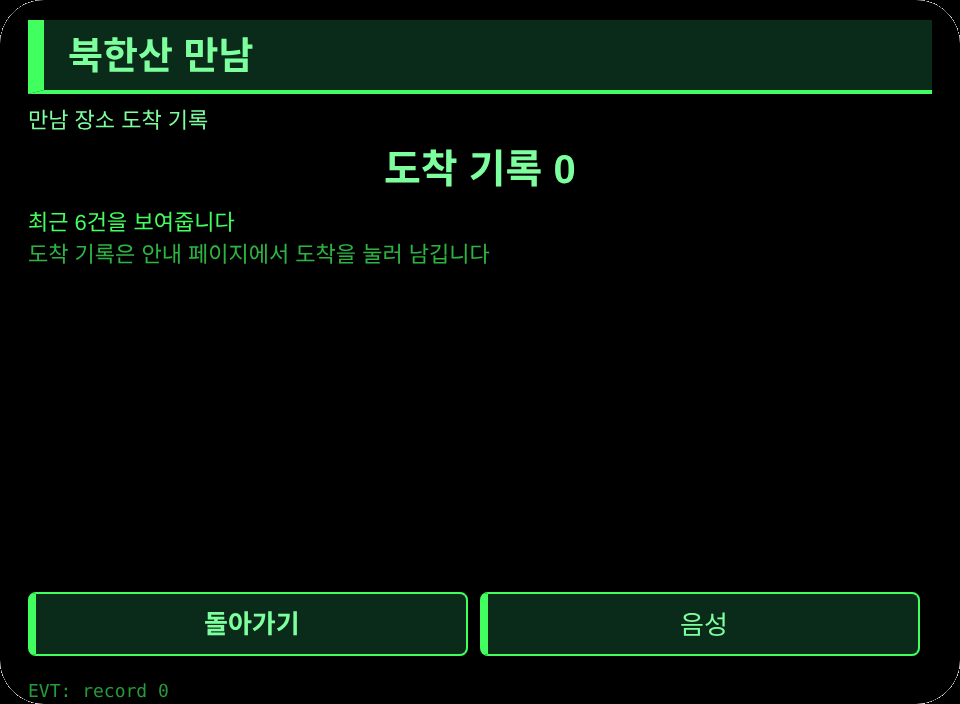 북한산 만남
만남 장소 도착 기록
도착 기록 0
최근 6건을 보여줍니다
도착 기록은 안내 페이지에서 도착을 눌러 남깁니다
돌아가기
음성
EVT: record 0